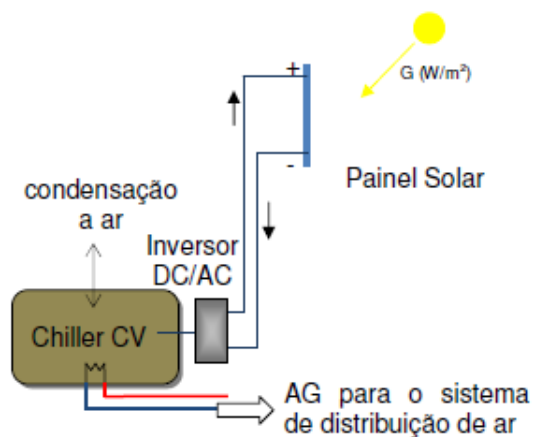 G (W/m²)
+
-
Painel Solar
condensação
a ar
Inversor
DC/AC
Chiller CV
AG para o sistema
de distribuição de ar